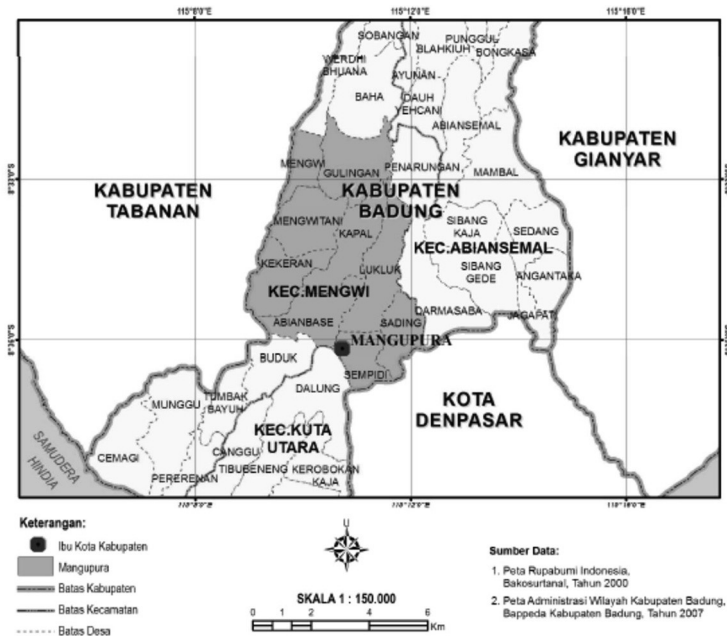 115°6'0"E 115°12'0"E 115°18'0"E
SOBANGAN
PUNGGUL
BLAHKIUH
BONGKASA
WERDHI
BHUANA
AYUNAN
BAHA
DAUH
YEHCANI
ABIANSEMAL
KABUPATEN
GIANYAR
MENGWI
GULINGAN
PENARUNGAN
MAMBAL
KABUPATEN
TABANAN
KABUPATEN
BADUNG
MENGWITANI
KAPAL
SIBANG
KAJA
SEDANG
KEC.ABIANSEMAL
KEKERAN
LUKLUK
SIBANG
GEDE
ANGANTAKA
KEC.MENGWI
DARMASABA
JAGAPATI
ABIANBASE
SADING
MANGUPURA
BUDUK
SEMPIDI
DALUNG
KOTA
DENPASAR
MUNGGU
TUMBAK
BAYUH
KEC.KUTA
UTARA
CEMAGI
CANGGU
TIBUBENENG
KEROBOKAN
KAJA
PERERENAN
SAMUDERA
HINDIA
Keterangan:
Ibu Kota Kabupaten
Mangupura
Batas Kabupaten
Batas Kecamatan
Batas Desa
U
SKALA 1 : 150.000
0 1 2 4 6
Km
Sumber Data:
1. Peta Rupabumi Indonesia,
Bakosurtanal, Tahun 2000
2. Peta Administrasi Wilayah Kabupaten Badung,
Bappeda Kabupaten Badung, Tahun 2007